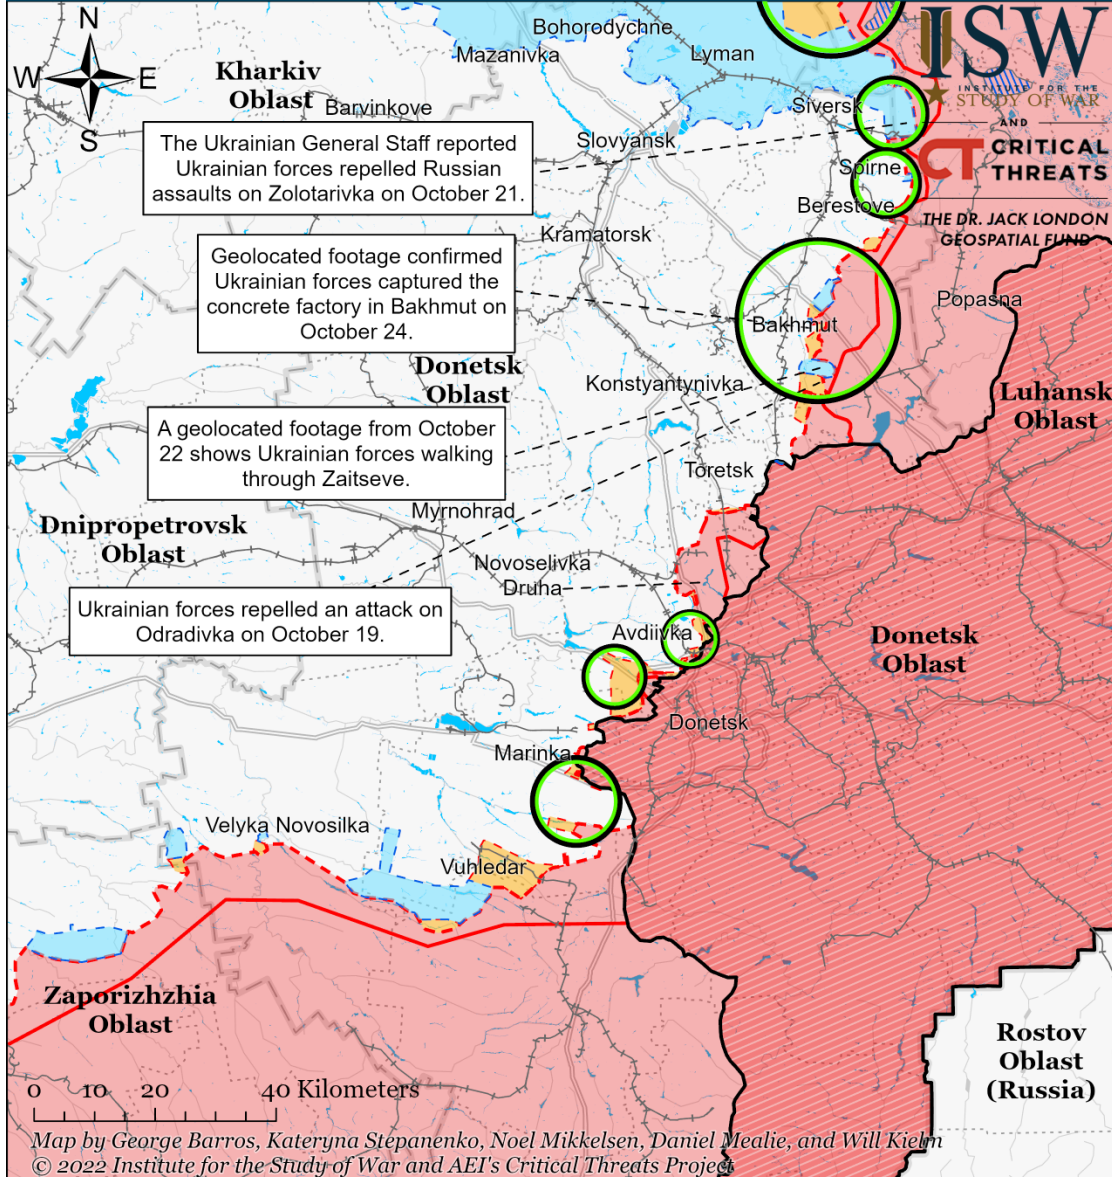 N
W
E
S
ISW
INSTITUTE FOR THE
STUDY OF WAR
AND
CT CRITICAL
THREATS
THE DR. JACK LONDON
GEOSPATIAL FUND
Bohorodychne
Mazanivka
Lyman
Kharkiv
Oblast
Barvinkove
Siversk
Slovyansk
The Ukrainian General Staff reported
Ukrainian forces repelled Russian
assaults on Zolotarivka on October 21.
Spirne
Berestove
Kramatorsk
Geolocated footage confirmed
Ukrainian forces captured the
concrete factory in Bakhmut on
October 24.
Popasna
Bakhmut
Donetsk
Oblast
Konstyantynivka
Luhansk
Oblast
A geolocated footage from October
22 shows Ukrainian forces walking
through Zaitseve.
Toretsk
Myrnohrad
Dnipropetrovsk
Oblast
Novoselivka
Druha
Ukrainian forces repelled an attack on
Odradivka on October 19.
Avdiivka
Donetsk
Oblast
Donetsk
Marinka
Velyka Novosilka
Vuhledar
Zaporizhzhia
Oblast
Rostov
Oblast
(Russia)
0 10 20 40 Kilometers
Map by George Barros, Kateryna Stepanenko, Noel Mikkelsen, Daniel Mealie, and Will Kielm
© 2022 Institute for the Study of War and AEI's Critical Threats Project